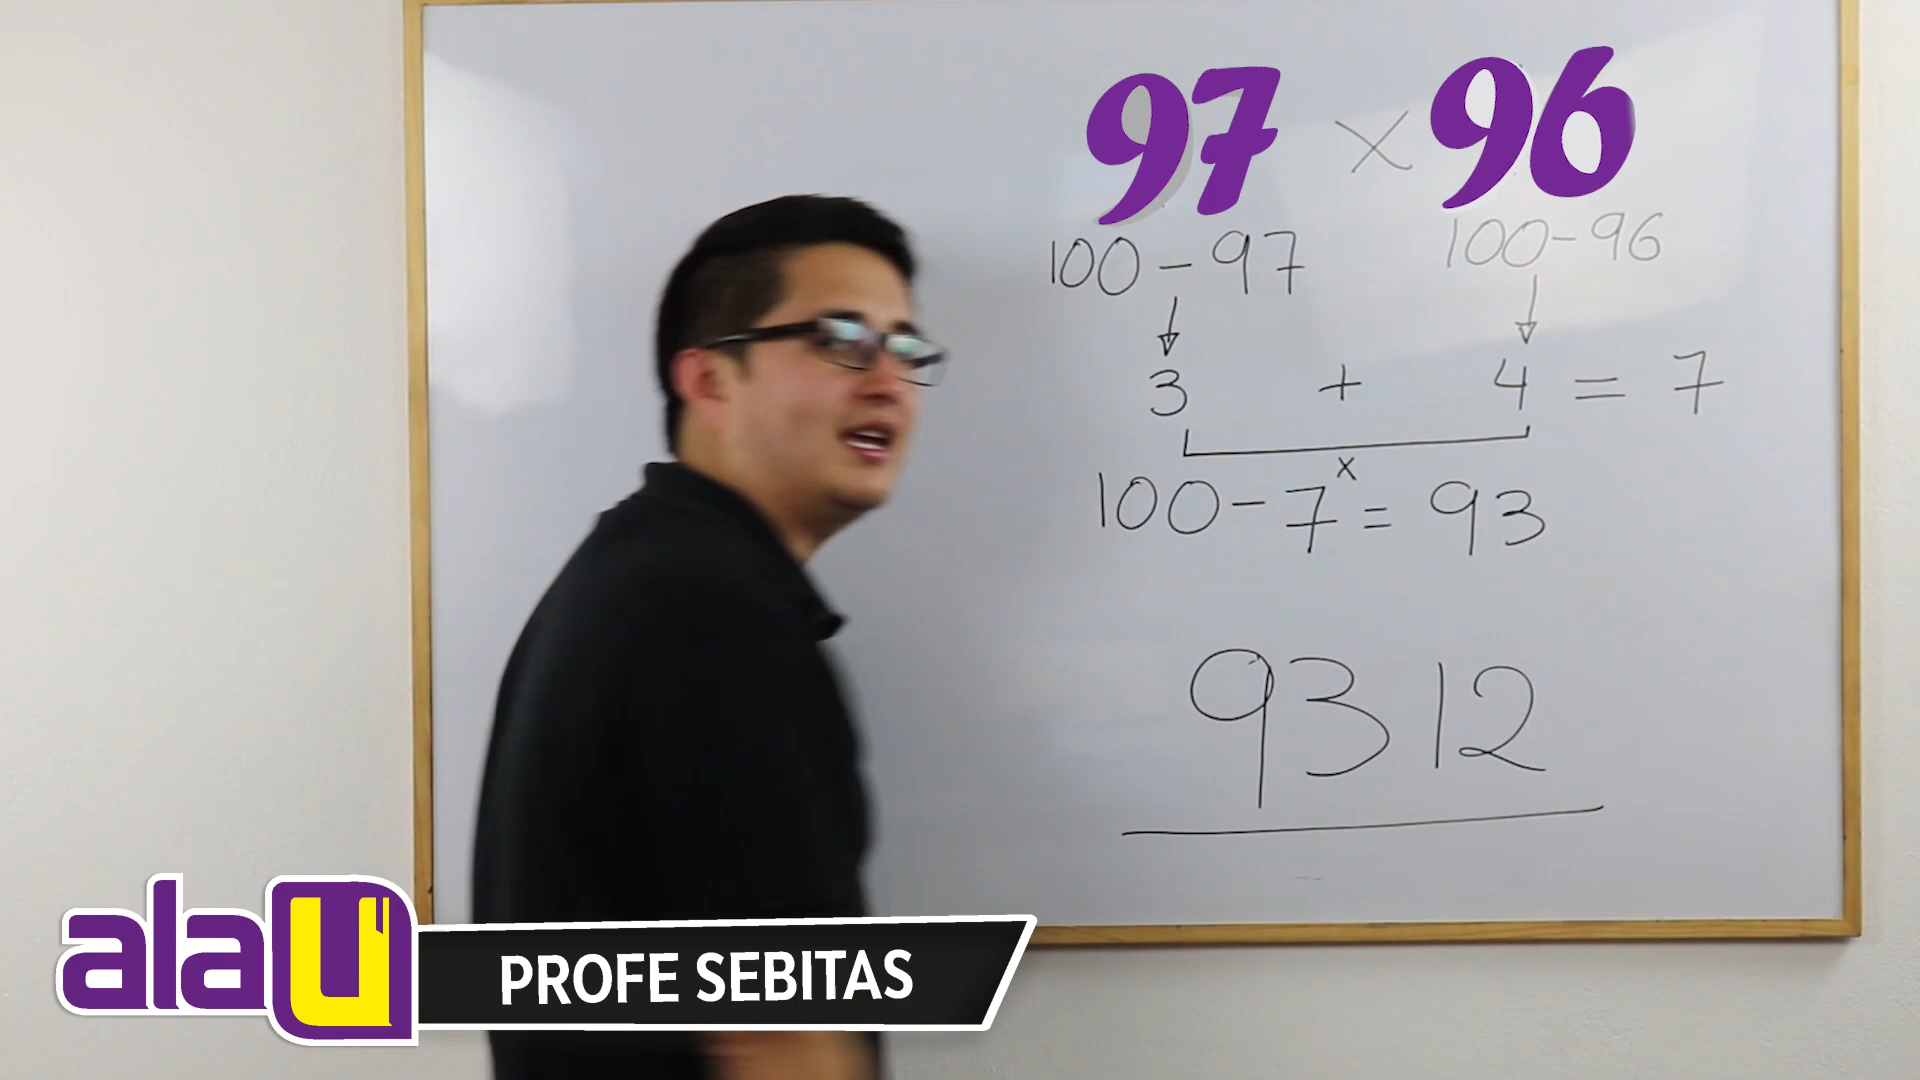 97 × 96
100 - 97 100 - 96
3 + 4 = 7
x
100 - 7 = 93
9312
alaU
PROFE SEBITAS